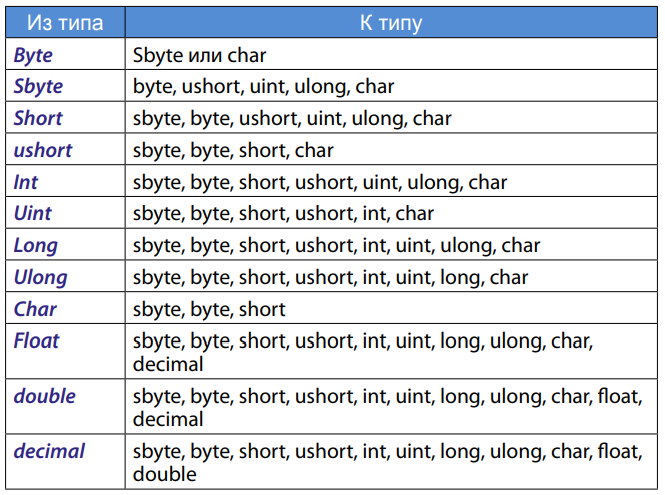 Из типа К типу
Byte Sbyte или char
Sbyte byte, ushort, uint, ulong, char
Short sbyte, byte, ushort, uint, ulong, char
ushort sbyte, byte, short, char
Int sbyte, byte, short, ushort, uint, ulong, char
Uint sbyte, byte, short, ushort, int, char
Long sbyte, byte, short, ushort, int, uint, ulong, char
Ulong sbyte, byte, short, ushort, int, uint, long, char
Char sbyte, byte, short
Float sbyte, byte, short, ushort, int, uint, long, ulong, char,
decimal
double sbyte, byte, short, ushort, int, uint, long, ulong, char, float,
decimal
decimal sbyte, byte, short, ushort, int, uint, long, ulong, char, float,
double